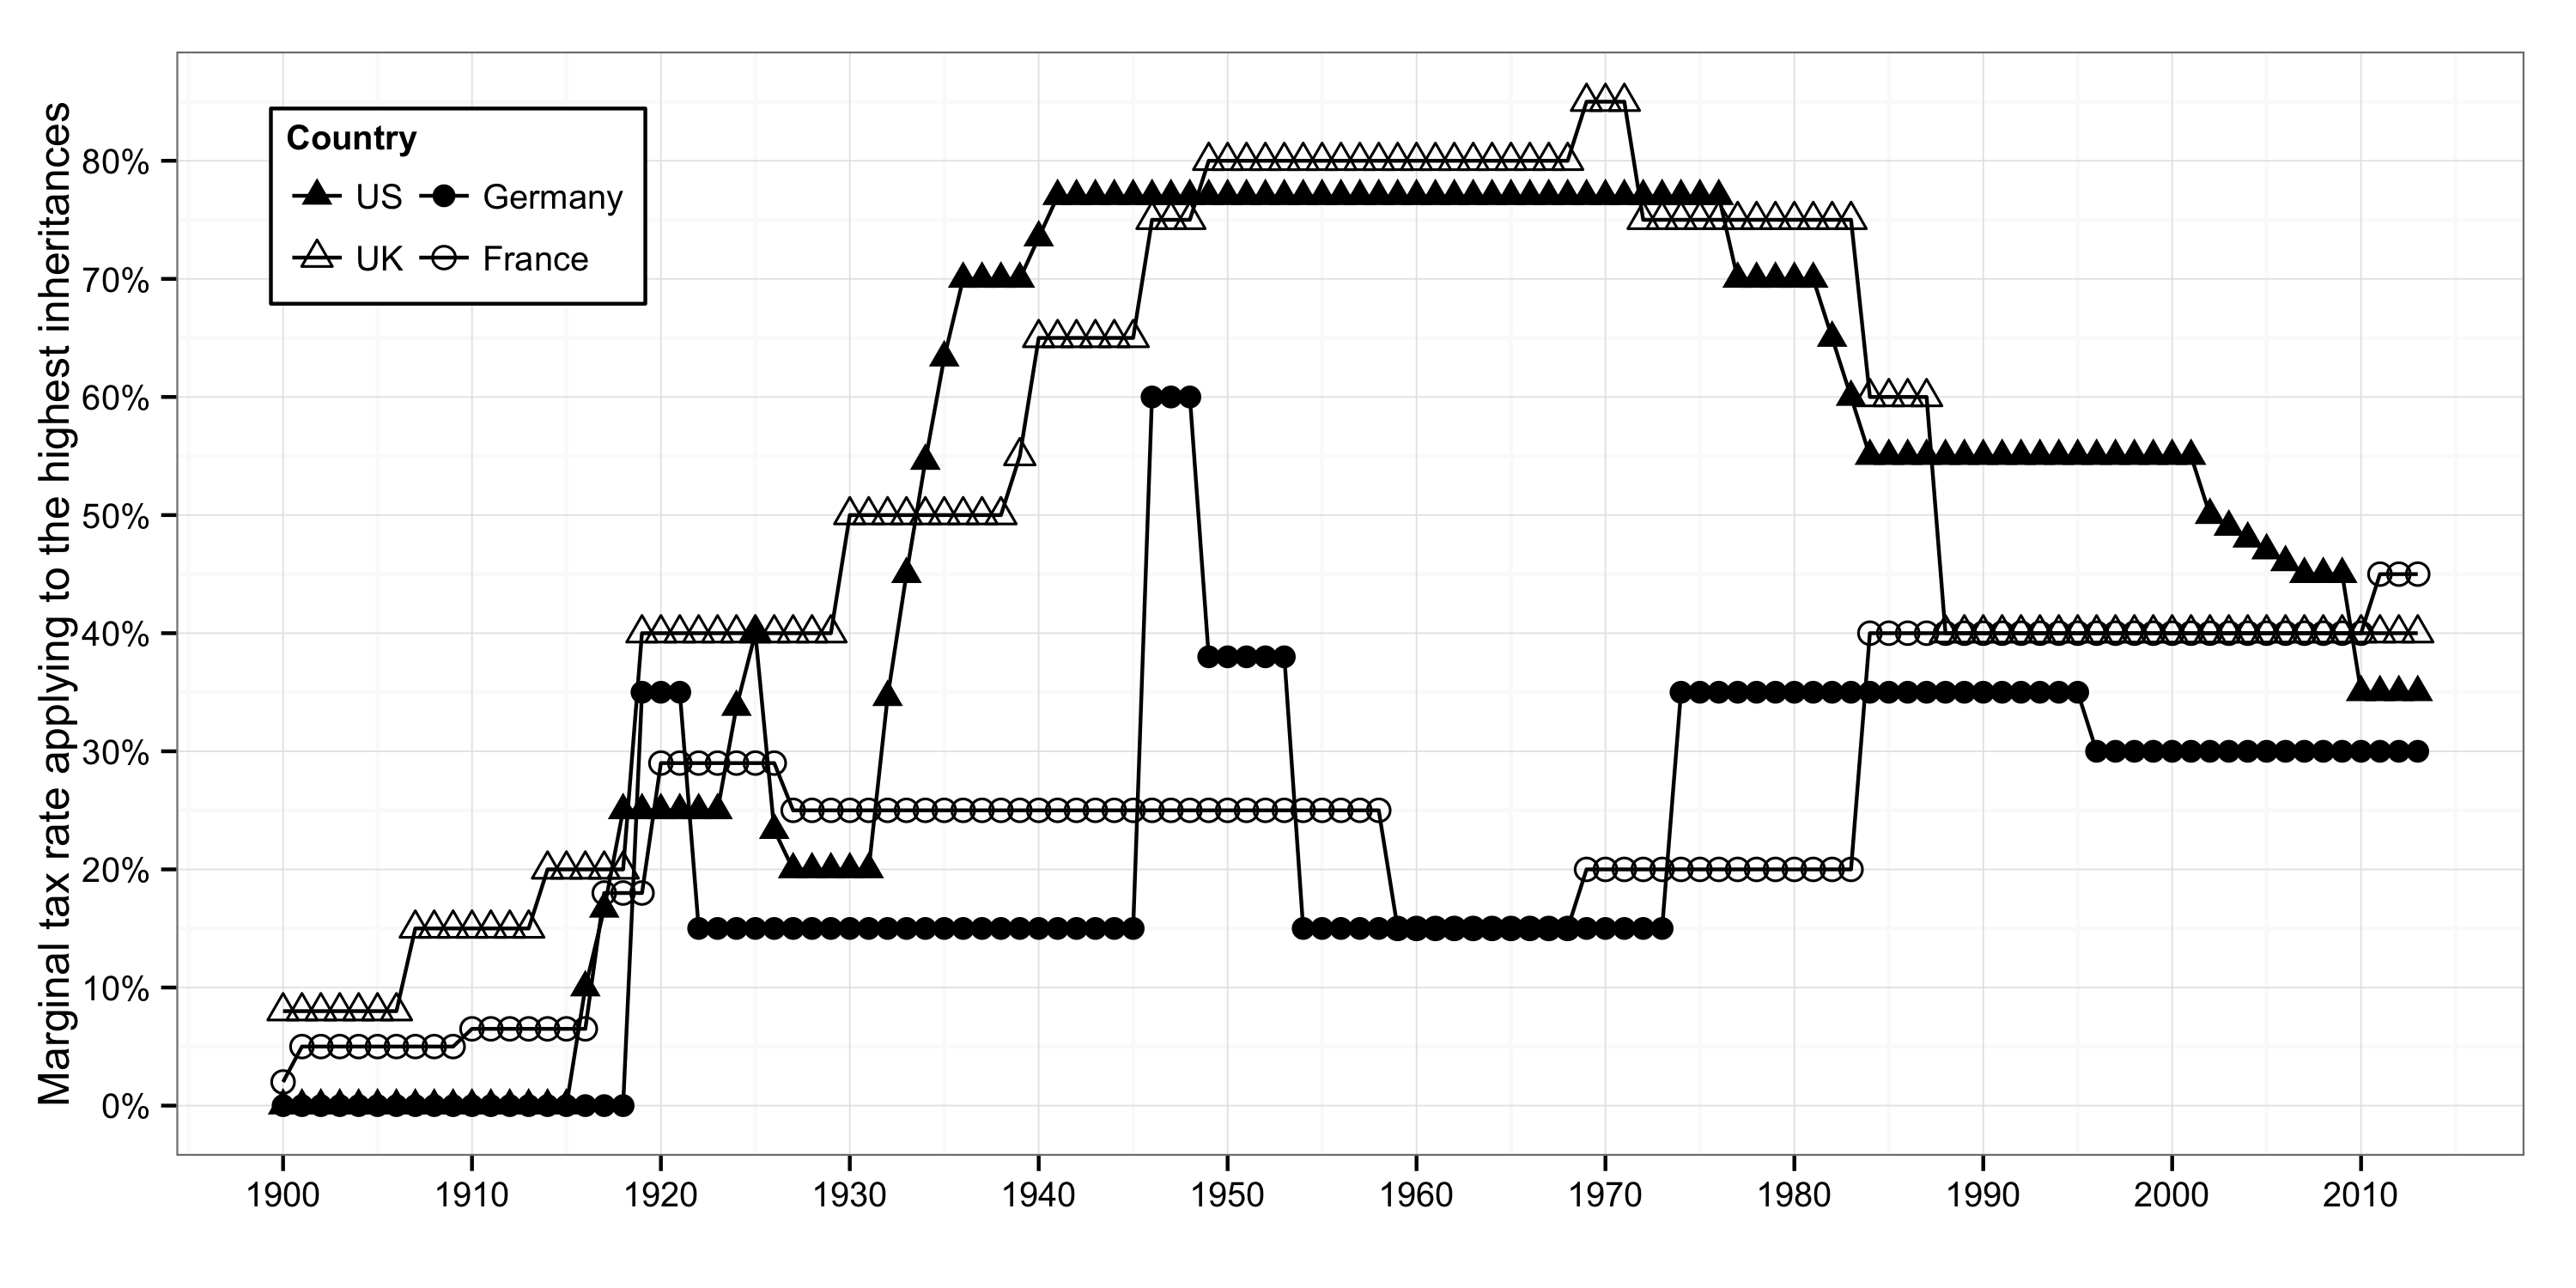 Marginal tax rate applying to the highest inheritances
Country
US Germany
UK France
80%
70%
60%
50%
40%
30%
20%
10%
0%
1900 1910 1920 1930 1940 1950 1960 1970 1980 1990 2000 2010